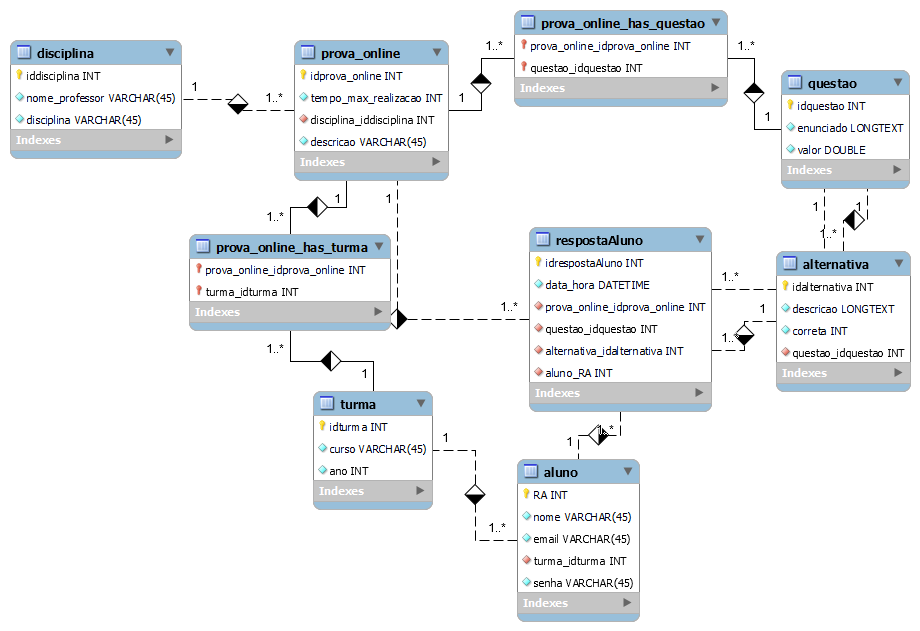 disciplina
iddisciplina INT
nome_professor VARCHAR(45)
disciplina VARCHAR(45)
Indexes
1
1..*
prova_online
idprova_online INT
tempo_max_realizacao INT
disciplina_iddisciplina INT
descricao VARCHAR(45)
Indexes
1
1..*
prova_online_has_questao
prova_online_idprova_online INT
questao_idquestao INT
Indexes
1..*
1
questao
idquestao INT
enunciado LONGTEXT
valor DOUBLE
Indexes
1
1
1..*
1
1..*
1
prova_online_has_turma
prova_online_idprova_online INT
turma_idturma INT
Indexes
1..*
1
1..*
respostaAluno
idrespostaAluno INT
data_hora DATETIME
prova_online_idprova_online INT
questao_idquestao INT
alternativa_idalternativa INT
aluno_RA INT
Indexes
1..*
1
1..
alternativa
idalternativa INT
descricao LONGTEXT
correta INT
questao_idquestao INT
Indexes
turma
idturma INT
curso VARCHAR(45)
ano INT
Indexes
1
1..*
1
*
aluno
RA INT
nome VARCHAR(45)
email VARCHAR(45)
turma_idturma INT
senha VARCHAR(45)
Indexes